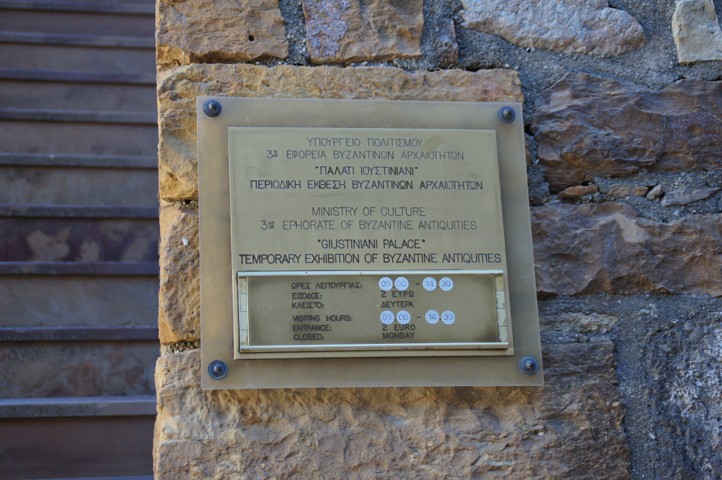 ΥΠΟΥΡΓΕΙΟ ΠΟΛΙΤΙΣΜΟΥ
3η ΕΦΟΡΕΙΑ ΒΥΖΑΝΤΙΝΩΝ ΑΡΧΑΙΟΤΗΤΩΝ
"ΠΑΛΑΤΙ ΙΟΥΣΤΙΝΙΑΝΙ"
ΠΕΡΙΟΔΙΚΗ ΕΚΘΕΣΗ ΒΥΖΑΝΤΙΝΩΝ ΑΡΧΑΙΟΤΗΤΩΝ
MINISTRY OF CULTURE
3rd EPHORATE OF BYZANTINE ANTIQUITIES
"GIUSTINIANI PALACE"
TEMPORARY EXHIBITION OF BYZANTINE ANTIQUITIES
ΩΡΕΣ ΛΕΙΤΟΥΡΓΙΑΣ: 09 00 - 14 30
ΕΙΣΟΔΟΣ: 2 ΕΥΡΩ
ΚΛΕΙΣΤΟ: ΔΕΥΤΕΡΑ
VISITING HOURS: 09 00 - 14 30
ENTRANCE: 2 EURO
CLOSED: MONDAY